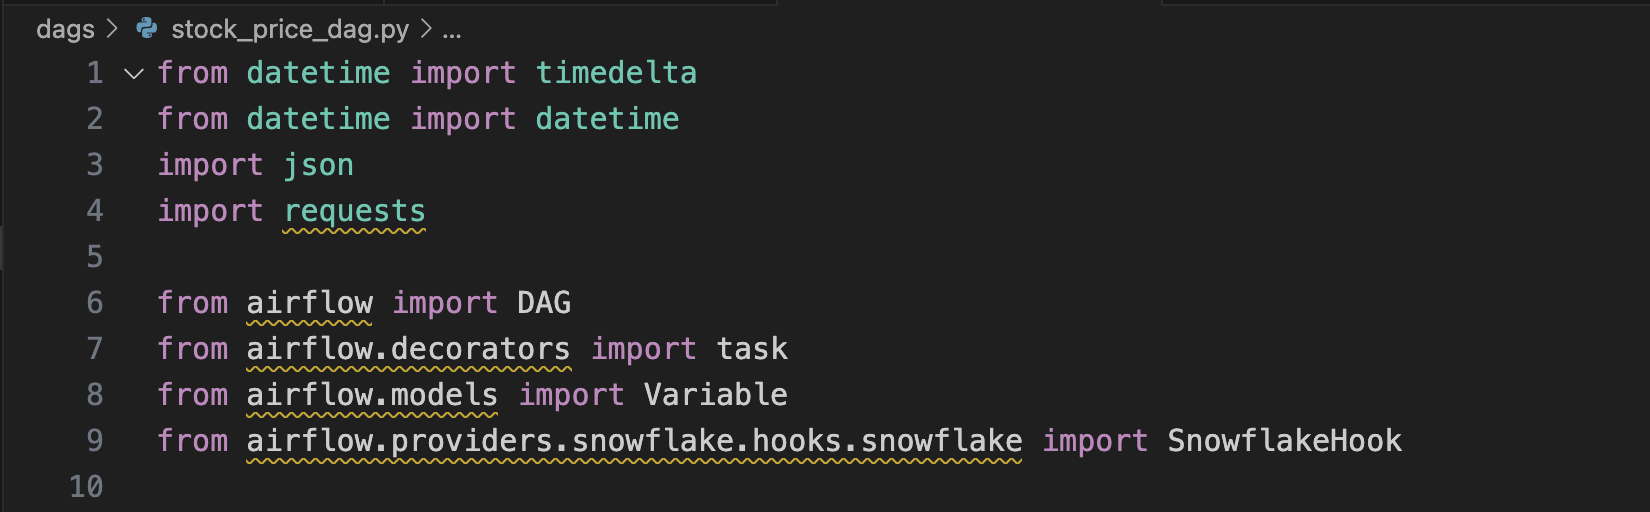 dags > stock_price_dag.py > ...
1 from datetime import timedelta
2 from datetime import datetime
3 import json
4 import requests
5
6 from airflow import DAG
7 from airflow.decorators import task
8 from airflow.models import Variable
9 from airflow.providers.snowflake.hooks.snowflake import SnowflakeHook
10